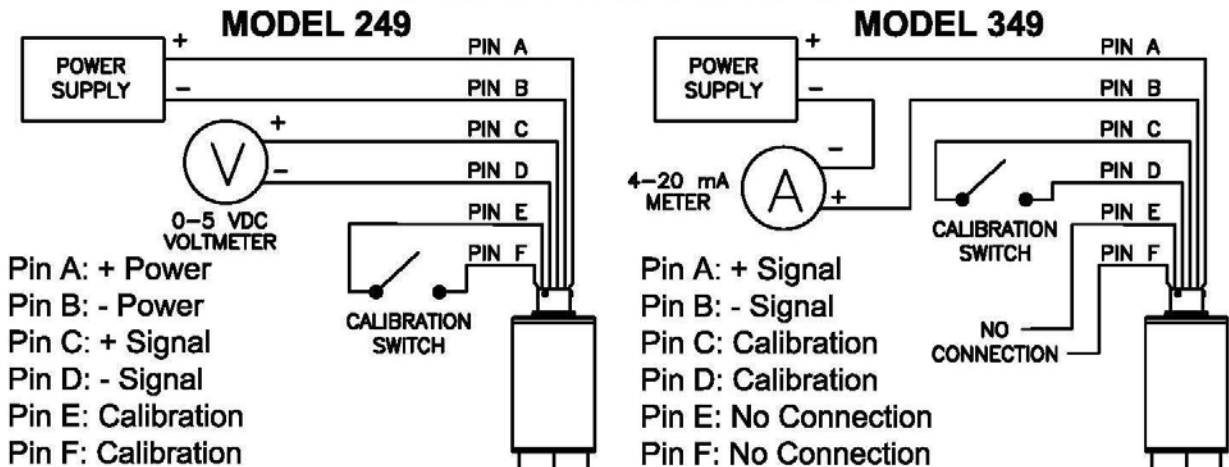 MODEL 249
POWER
SUPPLY
+
-
PIN A
PIN B
PIN C
PIN D
PIN E
PIN F
+
-
V
0-5 VDC
VOLTMETER
CALIBRATION
SWITCH
Pin A: + Power
Pin B: - Power
Pin C: + Signal
Pin D: - Signal
Pin E: Calibration
Pin F: Calibration
MODEL 349
POWER
SUPPLY
+
-
PIN A
PIN B
PIN C
PIN D
PIN E
PIN F
-
+
A
4-20 mA
METER
CALIBRATION
SWITCH
NO
CONNECTION
Pin A: + Signal
Pin B: - Signal
Pin C: Calibration
Pin D: Calibration
Pin E: No Connection
Pin F: No Connection